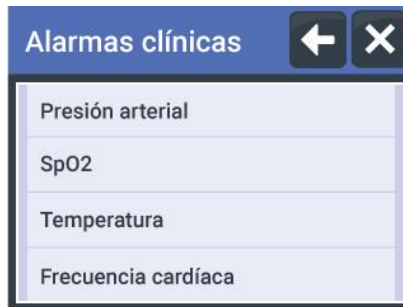 Alarmas clínicas
Presión arterial
SpO2
Temperatura
Frecuencia cardíaca